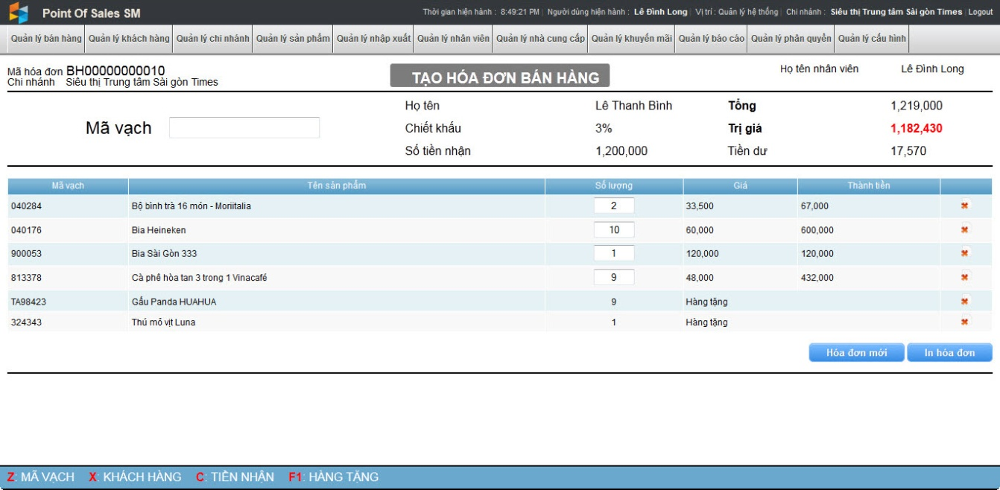 Point Of Sales SM
Thời gian hiện hành : 8:49:21 PM | Người dùng hiện hành : Lê Đình Long | Vị trí : Quản lý hệ thống | Chi nhánh : Siêu thị Trung tâm Sài gòn Times | Logout
Quản lý bán hàng Quản lý khách hàng Quản lý chi nhánh Quản lý sản phẩm Quản lý nhập xuất Quản lý nhân viên Quản lý nhà cung cấp Quản lý khuyến mãi Quản lý báo cáo Quản lý phân quyền Quản lý cấu hình
Mã hóa đơn BH00000000010
Chi nhánh Siêu thị Trung tâm Sài gòn Times
TẠO HÓA ĐƠN BÁN HÀNG
Họ tên nhân viên Lê Đình Long
Mã vạch
Họ tên Lê Thanh Bình Tổng 1,219,000
Chiết khấu 3% Trị giá 1,182,430
Số tiền nhận 1,200,000 Tiền dư 17,570
Mã vạch Tên sản phẩm Số lượng Giá Thành tiền
040284 Bộ bình trà 16 món - Moriitalia 2 33,500 67,000
040176 Bia Heineken 10 60,000 600,000
900053 Bia Sài Gòn 333 1 120,000 120,000
813378 Cà phê hòa tan 3 trong 1 Vinacafé 9 48,000 432,000
TA98423 Gấu Panda HUAHUA 9 Hàng tặng
324343 Thú mỏ vịt Luna 1 Hàng tặng
Hóa đơn mới In hóa đơn
Z: MÃ VẠCH X: KHÁCH HÀNG C: TIỀN NHẬN F1: HÀNG TẶNG